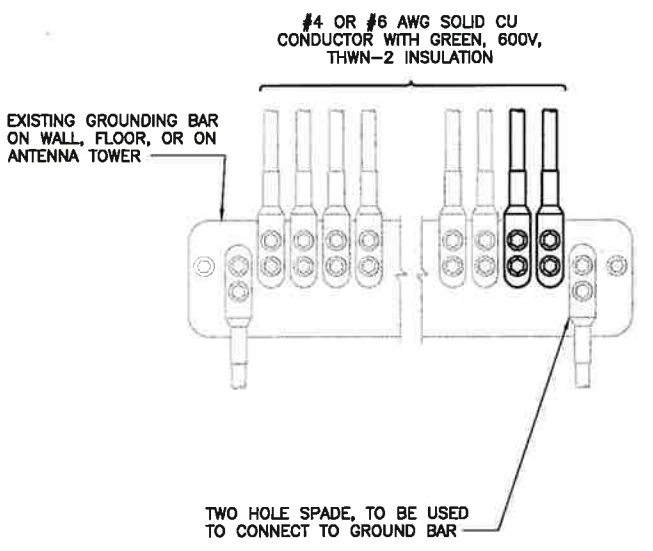 #4 OR #6 AWG SOLID CU
CONDUCTOR WITH GREEN, 600V,
THWN-2 INSULATION
EXISTING GROUNDING BAR
ON WALL, FLOOR, OR ON
ANTENNA TOWER
TWO HOLE SPADE, TO BE USED
TO CONNECT TO GROUND BAR